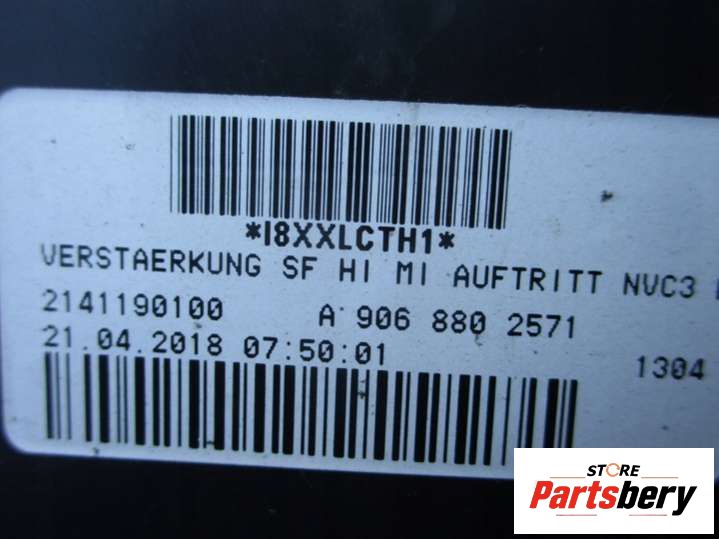 *I8XXLCTH1*
VERSTAERKUNG SF HI MI AUFTRITT NVC3
2141190100 A 906 880 2571
21.04.2018 07:50:01 1304
STORE
Partsbery